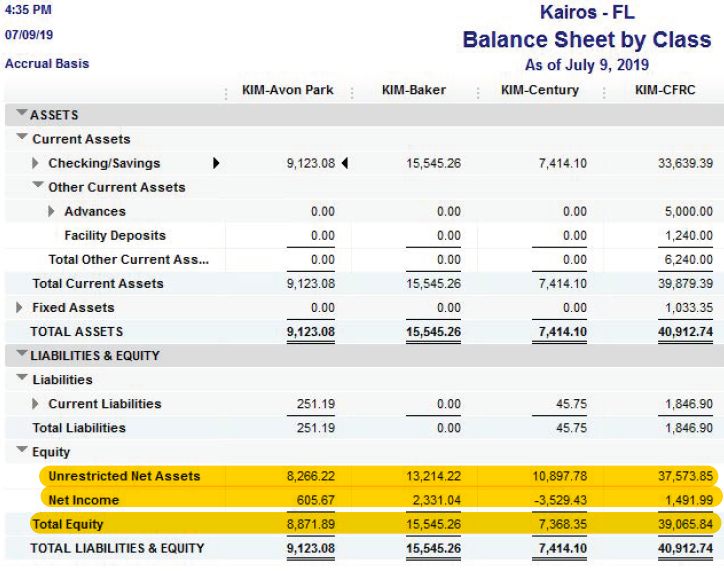 4:35 PM
Kairos - FL
07/09/19
Balance Sheet by Class
Accrual Basis
As of July 9, 2019
KIM-Avon Park KIM-Baker KIM-Century KIM-CFRC
ASSETS
Current Assets
Checking/Savings 9,123.08 15,545.26 7,414.10 33,639.39
Other Current Assets
Advances 0.00 0.00 0.00 5,000.00
Facility Deposits 0.00 0.00 0.00 1,240.00
Total Other Current Ass... 0.00 0.00 0.00 6,240.00
Total Current Assets 9,123.08 15,545.26 7,414.10 39,879.39
Fixed Assets 0.00 0.00 0.00 1,033.35
TOTAL ASSETS 9,123.08 15,545.26 7,414.10 40,912.74
LIABILITIES & EQUITY
Liabilities
Current Liabilities 251.19 0.00 45.75 1,846.90
Total Liabilities 251.19 0.00 45.75 1,846.90
Equity
Unrestricted Net Assets 8,266.22 13,214.22 10,897.78 37,573.85
Net Income 605.67 2,331.04 -3,529.43 1,491.99
Total Equity 8,871.89 15,545.26 7,368.35 39,065.84
TOTAL LIABILITIES & EQUITY 9,123.08 15,545.26 7,414.10 40,912.74